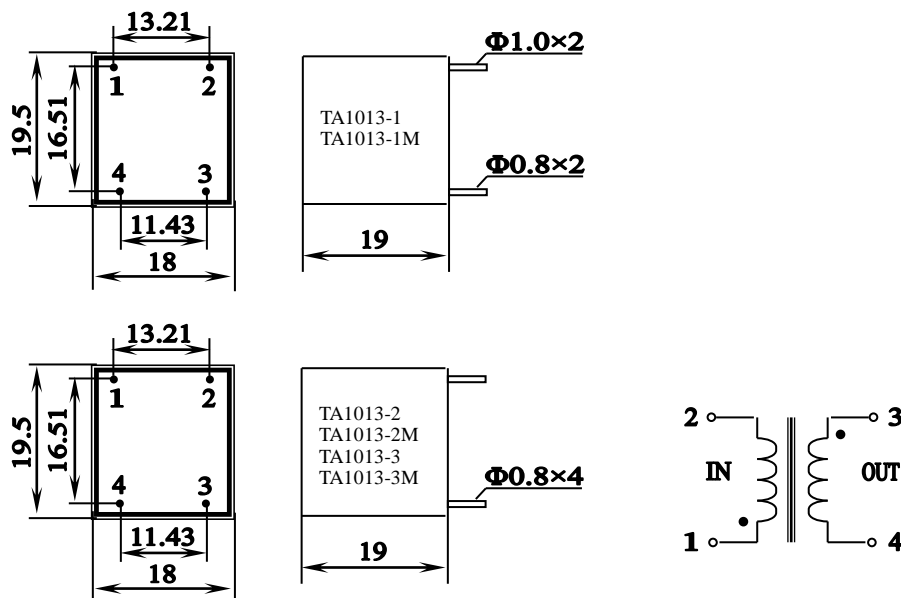 13.21
Φ1.0×2
1 2
19.5
16.51
TA1013-1
TA1013-1M
Φ0.8×2
4 3
11.43
19
18
13.21
1 2
19.5
16.51
TA1013-2
TA1013-2M
TA1013-3
TA1013-3M
Φ0.8×4
4 3
11.43
19
18
2 3
IN OUT
1 4